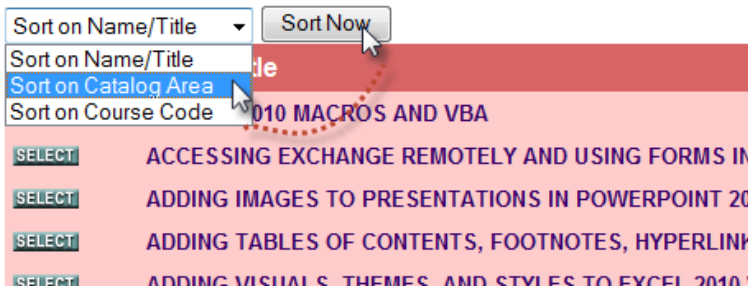 Sort on Name/Title Sort Now
Sort on Name/Title
Sort on Catalog Area
Sort on Course Code
2010 MACROS AND VBA
SELECT ACCESSING EXCHANGE REMOTELY AND USING FORMS IN
SELECT ADDING IMAGES TO PRESENTATIONS IN POWERPOINT
SELECT ADDING TABLES OF CONTENTS, FOOTNOTES,
SELECT ADDING VISUALS, THEMES, AND STYLES TO EXCEL 2010